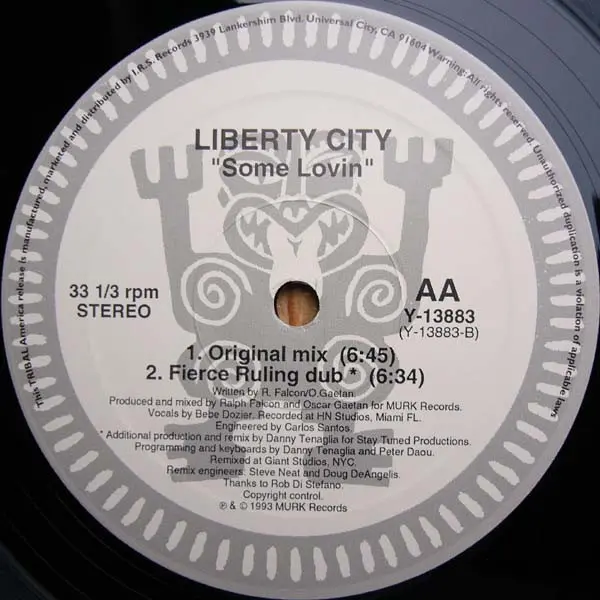 This TRIBAL America release is manufactured, marketed and distributed by I.R.S. Records 3939 Lankershim Blvd. Universal City, CA 91604 Warning: All rights reserved. Unauthorized duplication is a violation of applicable laws
LIBERTY CITY
"Some Lovin"
33 1/3 rpm
STEREO
AA
Y-13883
(Y-13883-B)
1. Original mix (6:45)
2. Fierce Ruling dub * (6:34)
Written by R. Falcon/O.Gaetan.
Produced and mixed by Ralph Falcon and Oscar Gaetan for MURK Records.
Vocals by Bebe Dozier. Recorded at HN Studios, Miami FL.
Engineered by Carlos Santos.
* Additional production and remix by Danny Tenaglia for Stay Tuned Productions.
Programming and keyboards by Danny Tenaglia and Peter Daou.
Remixed at Giant Studios, NYC.
Remix engineers: Steve Neat and Doug DeAngelis.
Thanks to Rob Di Stefano.
Copyright control.
℗ & © 1993 MURK Records